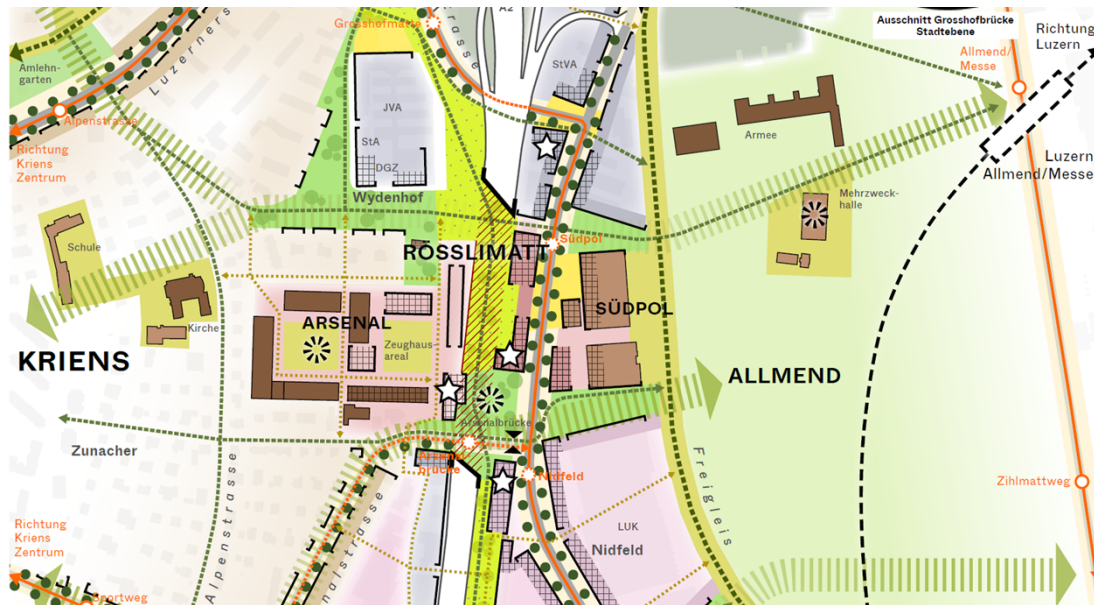 Grosshofmatte
A2
Ausschnitt Grosshofbrücke
Stadtebene
Richtung
Luzern
Allmend/
Messe
Amlehn-
garten
StVA
JVA
Alpenstrasse
Armee
Richtung
Kriens
Zentrum
StA
DGZ
Luzern
Allmend/Messe
Wydenhof
Mehrzweck-
halle
Schule
Südpol
RÖSSLIMATT
Kirche
ARSENAL
SÜDPOL
Zeughaus-
areal
KRIENS
ALLMEND
Arsenalbrücke
Zunacher
Arsenal-
brücke
Nidfeld
Alpenstrasse
Freigleis
Zihlmattweg
Richtung
Kriens
Zentrum
LUK
Nidfeld
Sportweg